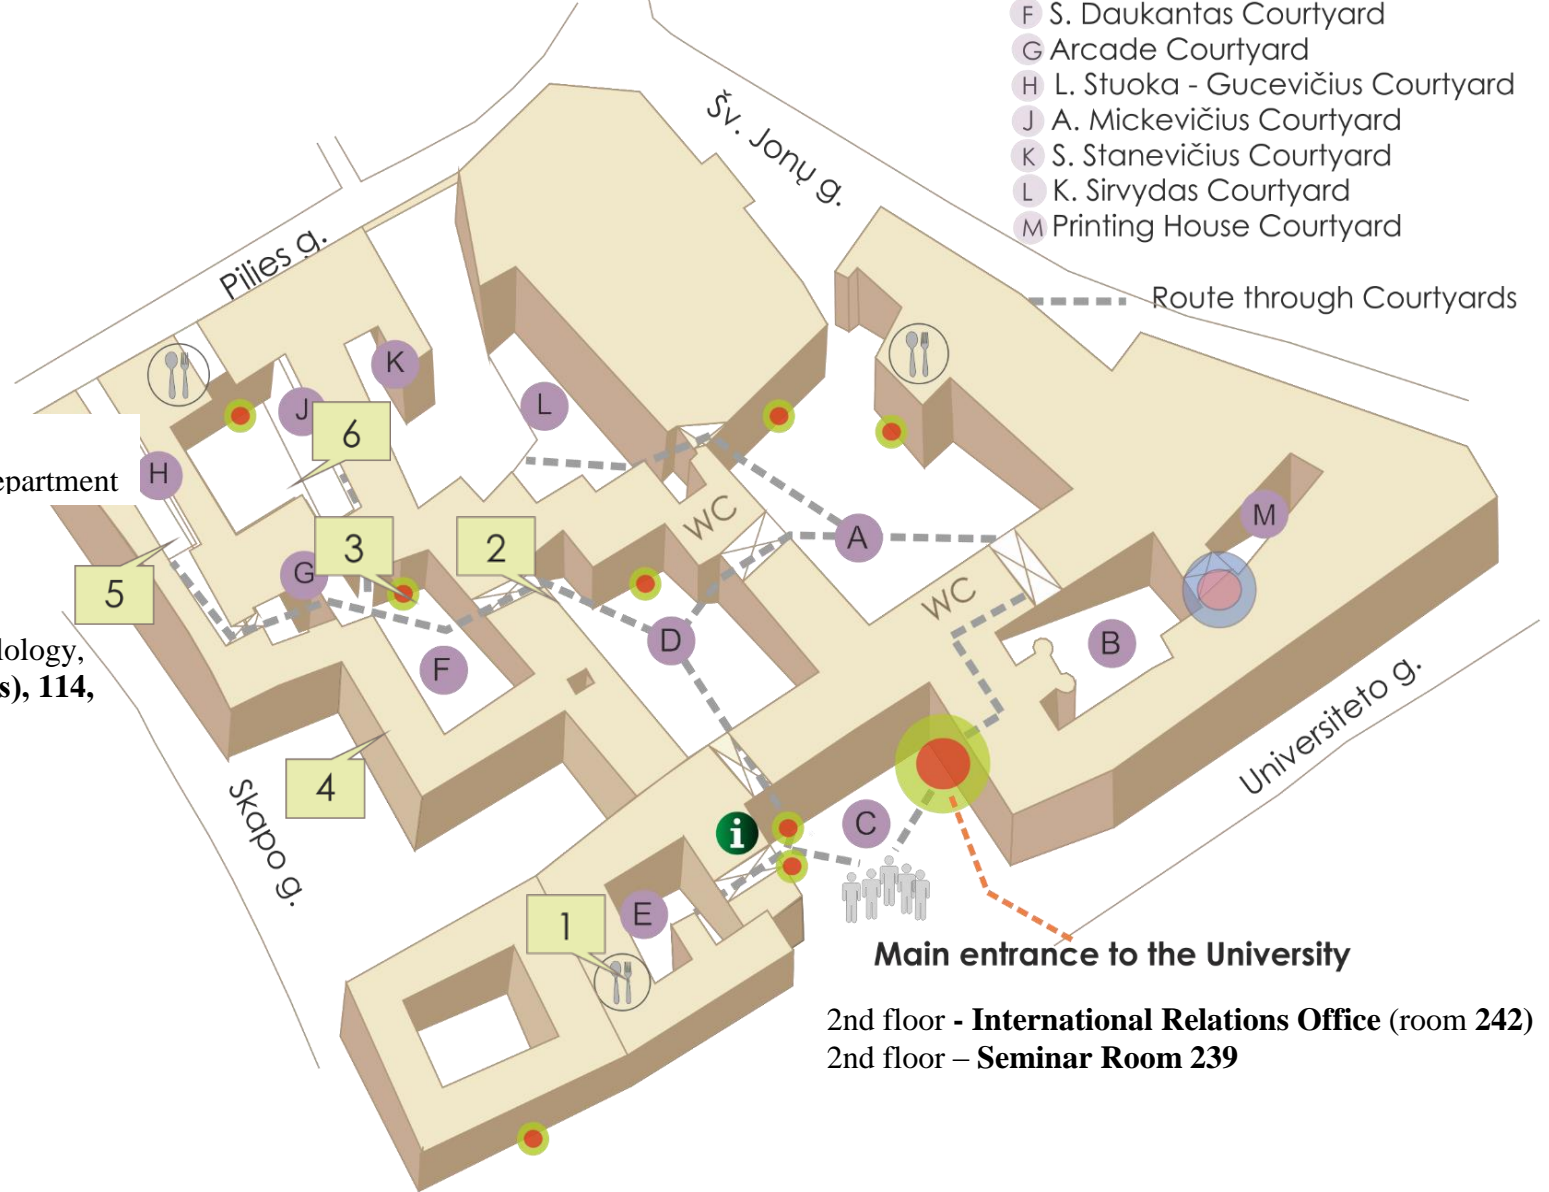 F S. Daukantas Courtyard
G Arcade Courtyard
H L. Stuoka - Gucevičius Courtyard
J A. Mickevičius Courtyard
K S. Stanevičius Courtyard
L K. Sirvydas Courtyard
M Printing House Courtyard
Route through Courtyards
Šv. Jonų g.
Pilies g.
K
J
L
6
H
epartment
WC
M
3
2
A
G
5
WC
D
B
F
lology,
s), 114,
Universiteto g.
4
Skapo g.
i
C
1
E
Main entrance to the University
2nd floor - International Relations Office (room 242)
2nd floor – Seminar Room 239